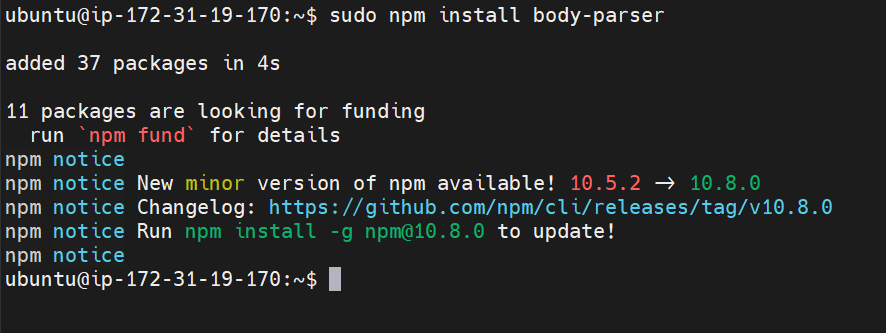 ubuntu@ip-172-31-19-170:~$ sudo npm install body-parser
added 37 packages in 4s
11 packages are looking for funding
  run `npm fund` for details
npm notice
npm notice New minor version of npm available! 10.5.2 -> 10.8.0
npm notice Changelog: https://github.com/npm/cli/releases/tag/v10.8.0
npm notice Run npm install -g npm@10.8.0 to update!
npm notice
ubuntu@ip-172-31-19-170:~$